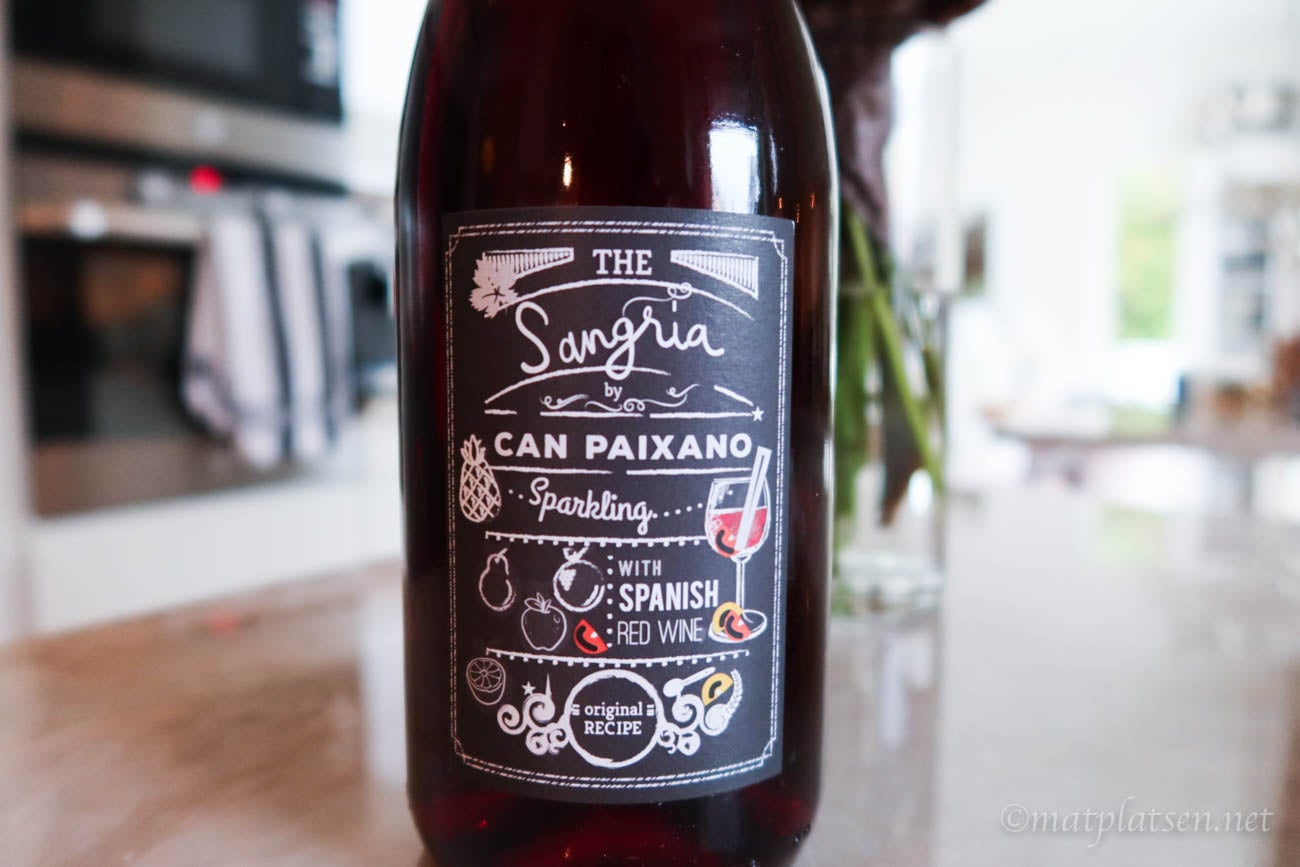 THE
Sangria
by
CAN PAIXANO
Sparkling
WITH
SPANISH
RED WINE
original
RECIPE
©matplatsen.net